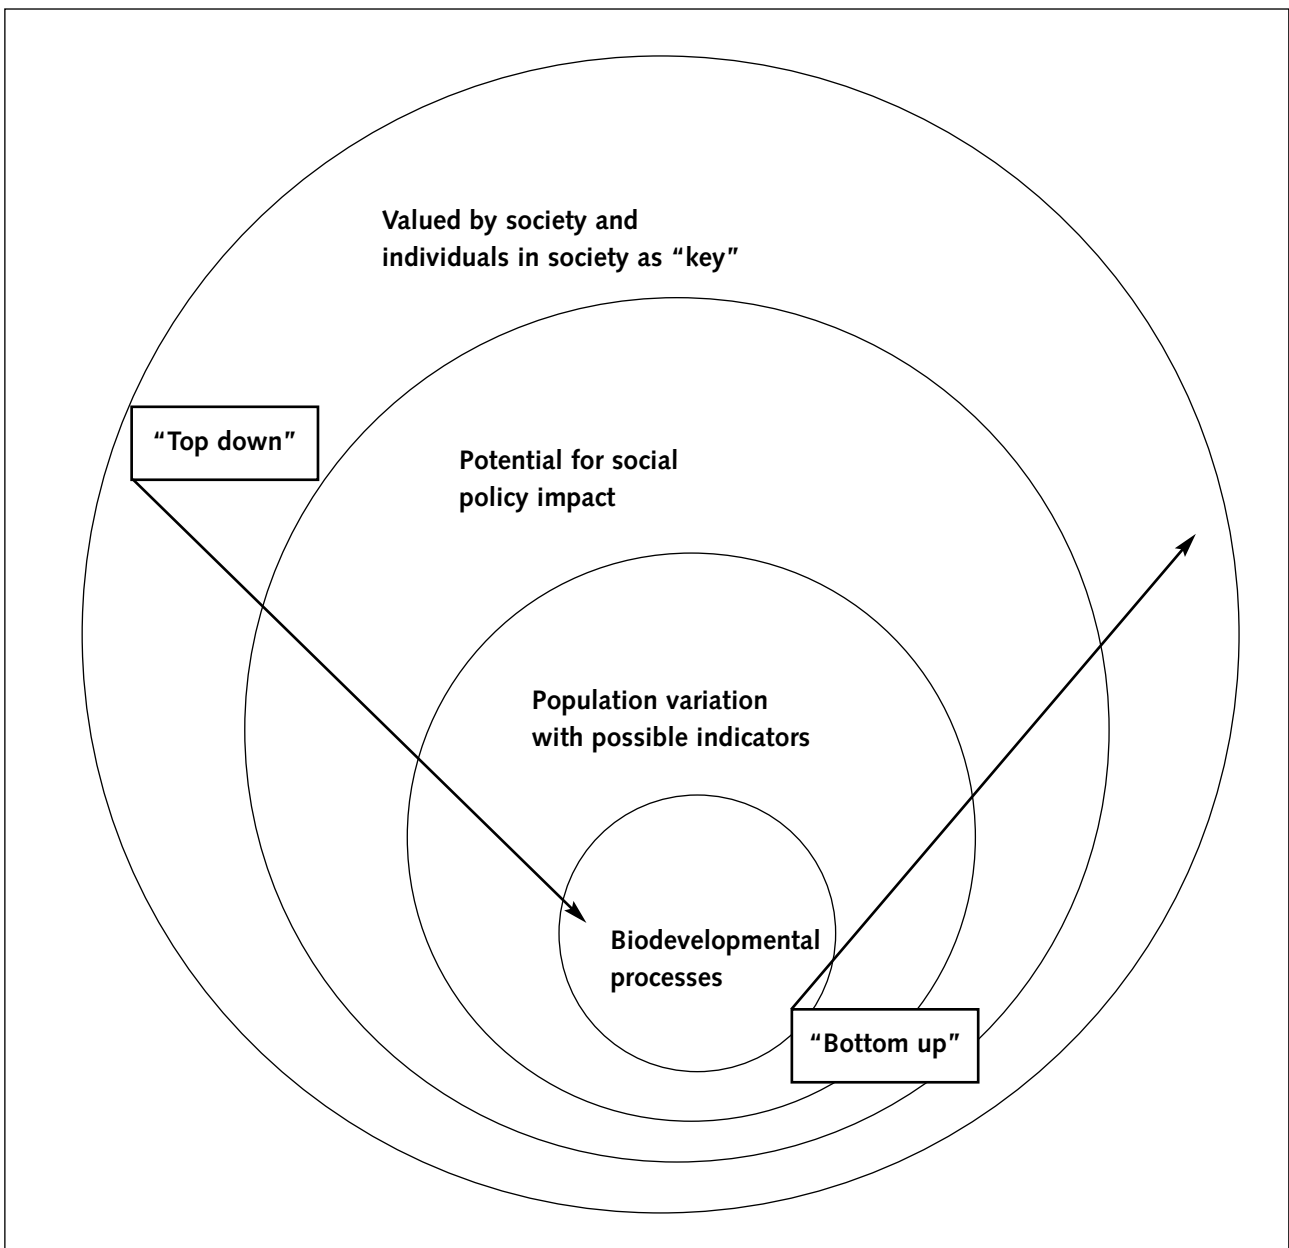 Valued by society and
individuals in society as “key”
“Top down”
Potential for social
policy impact
Population variation
with possible indicators
Biodevelopmental
processes
“Bottom up”